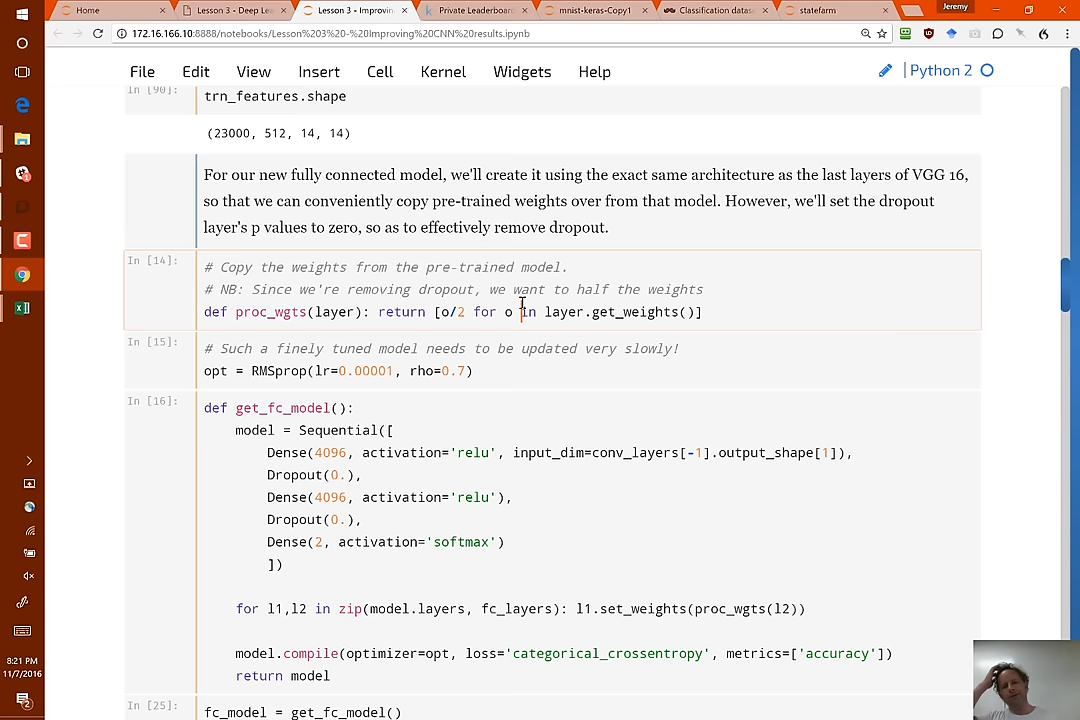 Home
Lesson 3 - Deep Le
Lesson 3 - Improvin
Private Leaderboard
mnist-keras-Copy1
Classification datas
statefarm
Jeremy
172.16.166.10:8888/notebooks/Lesson%203%20-%20Improving%20CNN%20results.ipynb
File Edit View Insert Cell Kernel Widgets Help
Python 2
In [90]:
trn_features.shape
(23000, 512, 14, 14)
For our new fully connected model, we'll create it using the exact same architecture as the last layers of VGG 16,
so that we can conveniently copy pre-trained weights over from that model. However, we'll set the dropout
layer's p values to zero, so as to effectively remove dropout.
In [14]:
# Copy the weights from the pre-trained model.
# NB: Since we're removing dropout, we want to half the weights
def proc_wgts(layer): return [o/2 for o in layer.get_weights()]
In [15]:
# Such a finely tuned model needs to be updated very slowly!
opt = RMSprop(lr=0.00001, rho=0.7)
In [16]:
def get_fc_model():
model = Sequential([
Dense(4096, activation='relu', input_dim=conv_layers[-1].output_shape[1]),
Dropout(0.),
Dense(4096, activation='relu'),
Dropout(0.),
Dense(2, activation='softmax')
])
for l1,l2 in zip(model.layers, fc_layers): l1.set_weights(proc_wgts(l2))
model.compile(optimizer=opt, loss='categorical_crossentropy', metrics=['accuracy'])
return model
In [25]:
fc_model = get_fc_model()
8:21 PM
11/7/2016